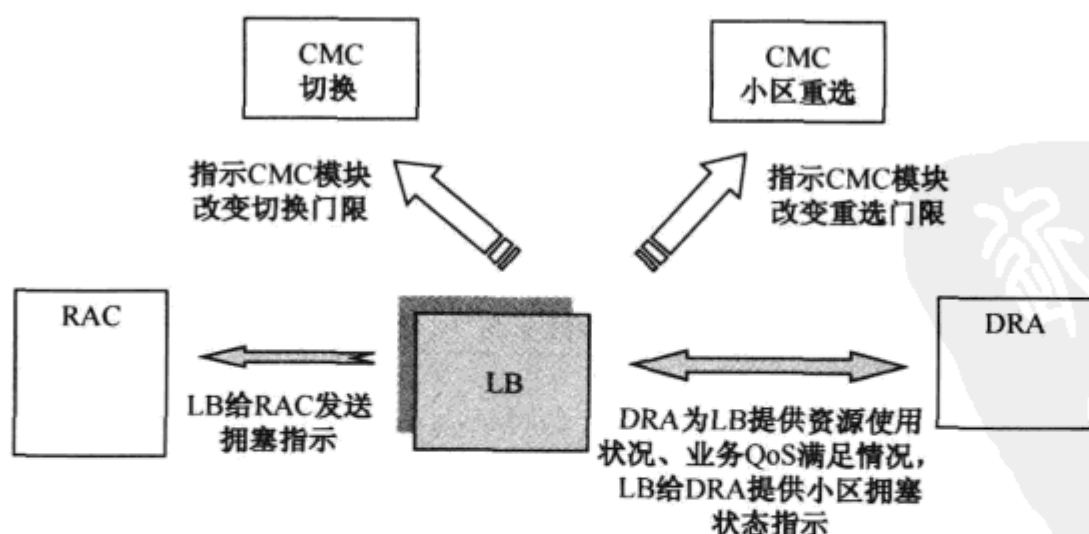 CMC
切换
CMC
小区重选
指示CMC模块
改变切换门限
指示CMC模块
改变重选门限
RAC
LB
DRA
LB给RAC发送
拥塞指示
DRA为LB提供资源使用
状况、业务QoS满足情况，
LB给DRA提供小区拥塞
状态指示